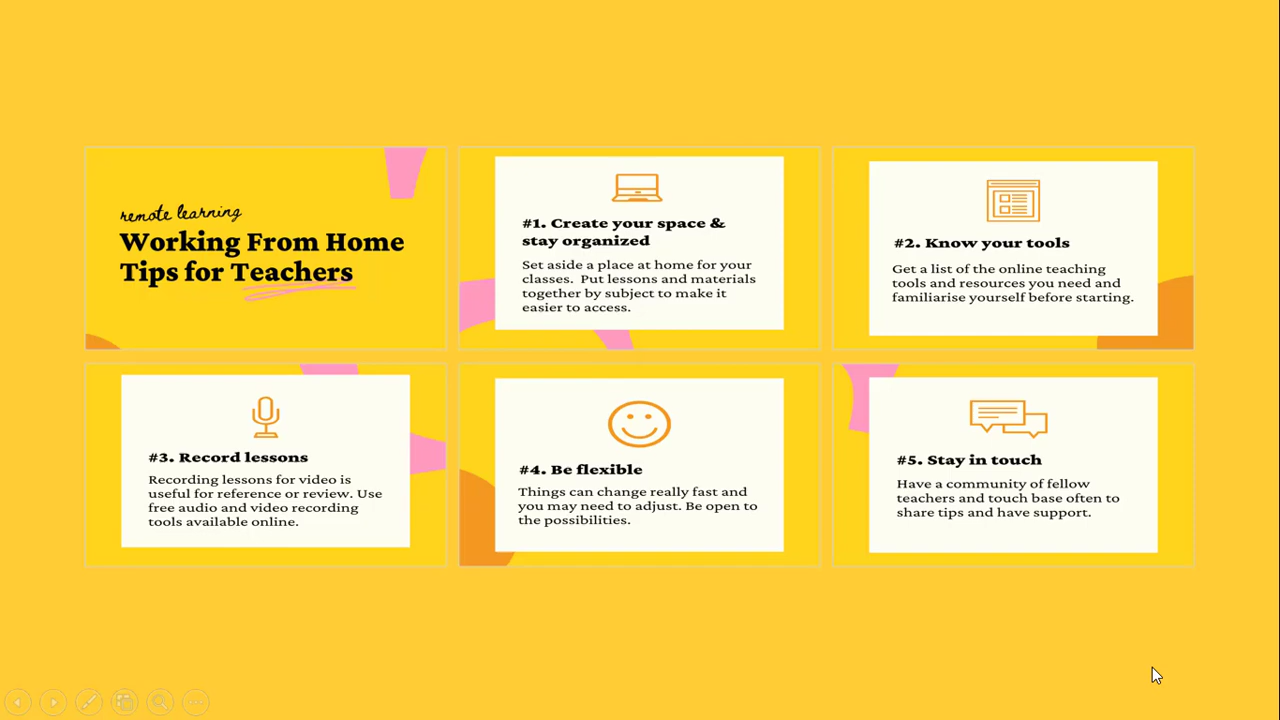 remote learning
Working From Home
Tips for Teachers
#1. Create your space &
stay organized
Set aside a place at home for your
classes.  Put lessons and materials
together by subject to make it
easier to access.
#2. Know your tools
Get a list of the online teaching
tools and resources you need and
familiarise yourself before starting.
#3. Record lessons
Recording lessons for video is
useful for reference or review. Use
free audio and video recording
tools available online.
#4. Be flexible
Things can change really fast and
you may need to adjust. Be open to
the possibilities.
#5. Stay in touch
Have a community of fellow
teachers and touch base often to
share tips and have support.